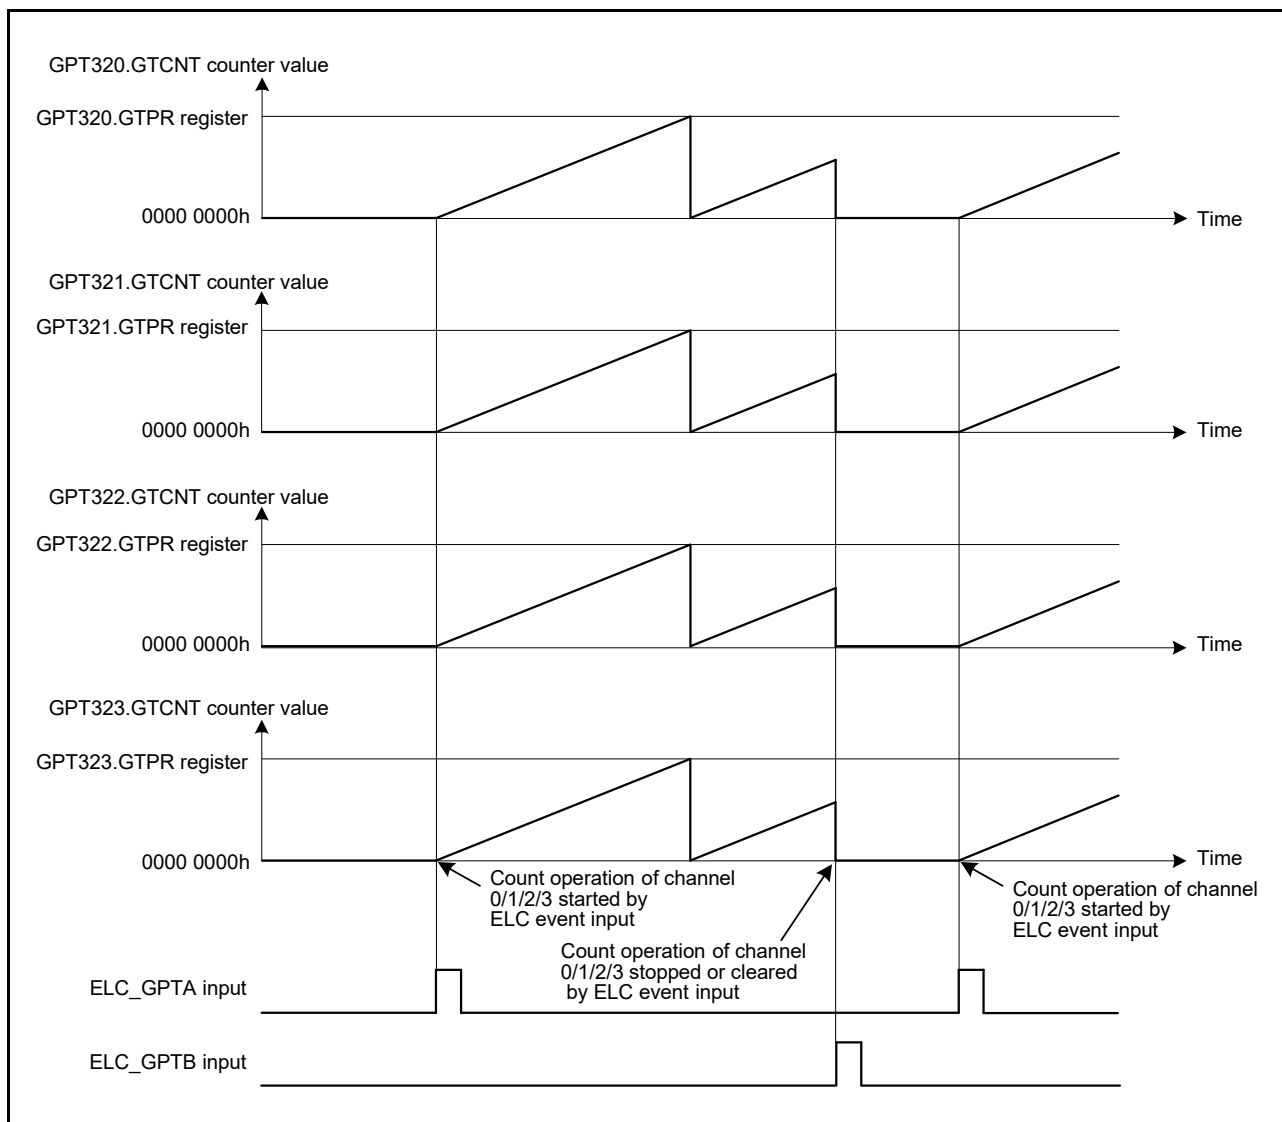 GPT320.GTCNT counter value
GPT320.GTPR register
0000 0000h
Time
GPT321.GTCNT counter value
GPT321.GTPR register
0000 0000h
Time
GPT322.GTCNT counter value
GPT322.GTPR register
0000 0000h
Time
GPT323.GTCNT counter value
GPT323.GTPR register
0000 0000h
Time
Count operation of channel
0/1/2/3 started by
ELC event input
Count operation of channel
0/1/2/3 stopped or cleared
by ELC event input
Count operation of channel
0/1/2/3 started by
ELC event input
ELC_GPTA input
ELC_GPTB input